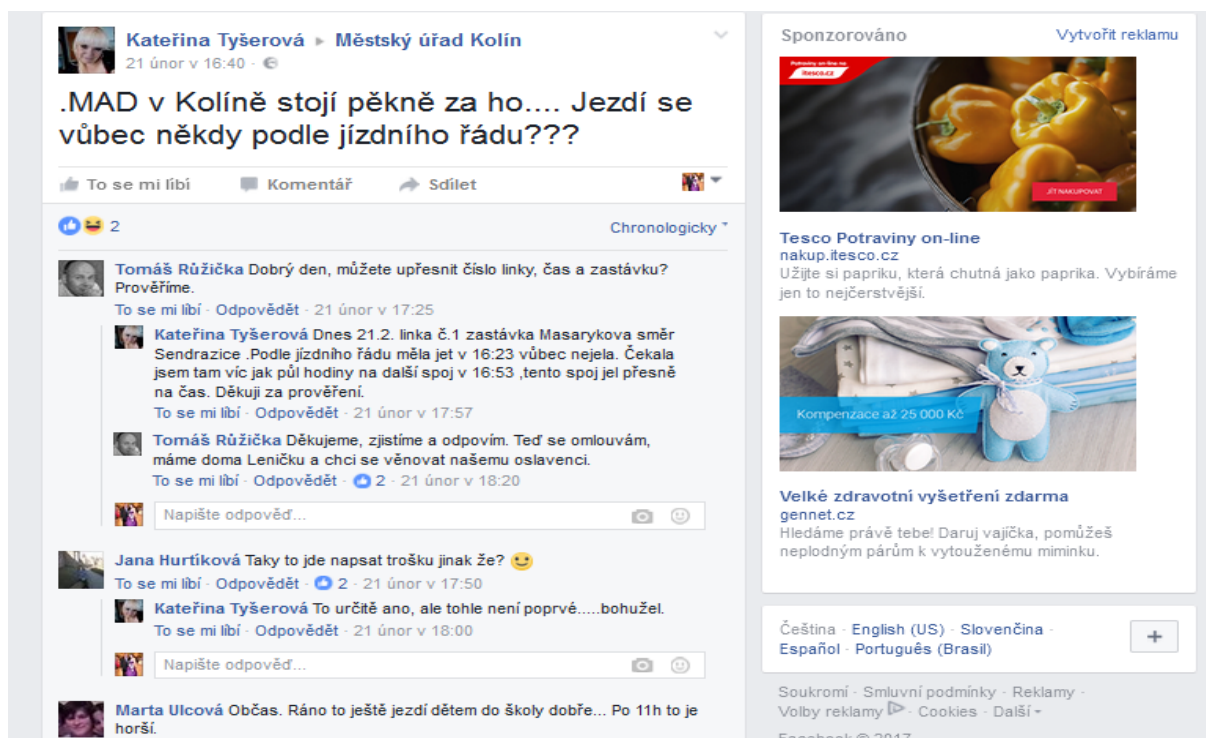 Kateřina Tyšerová ▸ Městský úřad Kolín
21 únor v 16:40 ·
.MAD v Kolíně stojí pěkně za ho.... Jezdí se
vůbec někdy podle jízdního řádu???
To se mi líbí Komentář Sdílet
2 Chronologicky
Tomáš Růžička Dobrý den, můžete upřesnit číslo linky, čas a zastávku?
Prověříme.
To se mi líbí · Odpovědět · 21 únor v 17:25
Kateřina Tyšerová Dnes 21.2. linka č.1 zastávka Masarykova směr
Sendrazice .Podle jízdního řádu měla jet v 16:23 vůbec nejela. Čekala
jsem tam víc jak půl hodiny na další spoj v 16:53 ,tento spoj jel přesně
na čas. Děkuji za prověření.
To se mi líbí · Odpovědět · 21 únor v 17:57
Tomáš Růžička Děkujeme, zjistíme a odpovím. Teď se omlouvám,
máme doma Leničku a chci se věnovat našemu oslavenci.
To se mi líbí · Odpovědět · 2 · 21 únor v 18:20
Napište odpověď...
Jana Hurtíková Taky to jde napsat trošku jinak že?
To se mi líbí · Odpovědět · 2 · 21 únor v 17:50
Kateřina Tyšerová To určitě ano, ale tohle není poprvé.....bohužel.
To se mi líbí · Odpovědět · 21 únor v 18:00
Napište odpověď...
Marta Ulcová Občas. Ráno to ještě jezdí dětem do školy dobře... Po 11h to je
horší.
Sponzorováno Vytvořit reklamu
Potraviny on-line na
itesco.cz
JÍT NAKUPOVAT
Tesco Potraviny on-line
nakup.itesco.cz
Užijte si papriku, která chutná jako paprika. Vybíráme
jen to nejčerstvější.
Kompenzace až 25 000 Kč
Velké zdravotní vyšetření zdarma
gennet.cz
Hledáme právě tebe! Daruj vajíčka, pomůžeš
neplodným párům k vytouženému miminku.
Čeština · English (US) · Slovenčina ·
Español · Português (Brasil)
+
Soukromí · Smluvní podmínky · Reklamy ·
Volby reklamy · Cookies · Další
Facebook © 2017